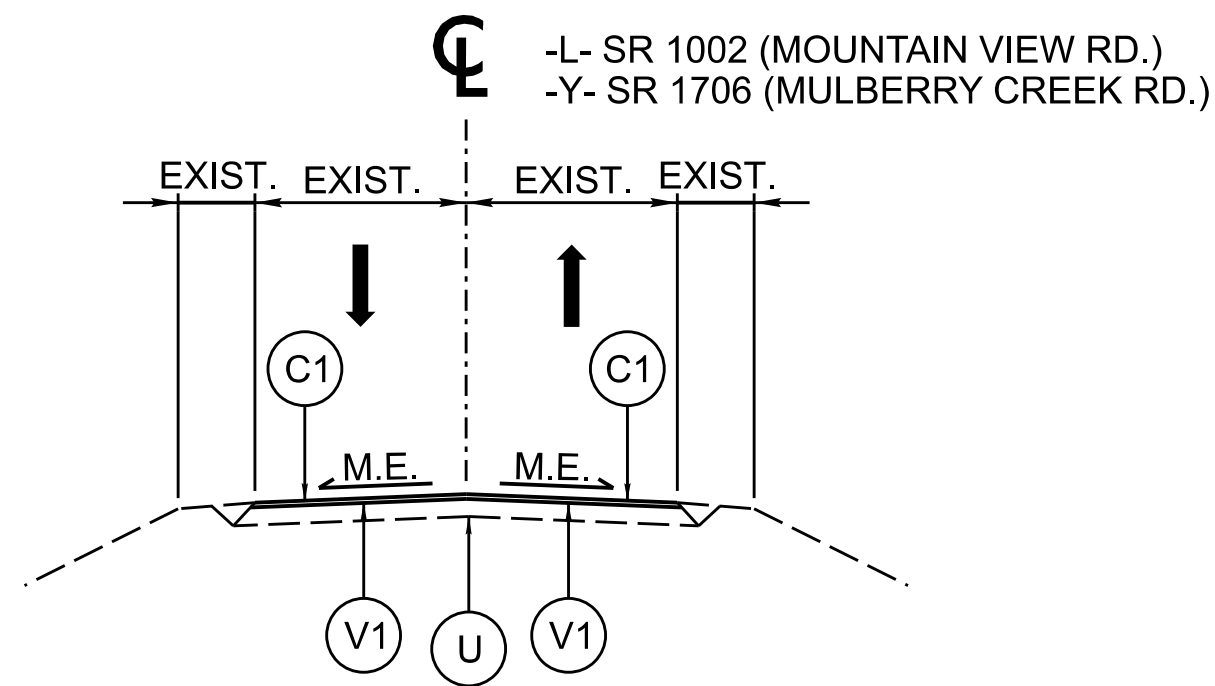 ℄
-L- SR 1002 (MOUNTAIN VIEW RD.)
-Y- SR 1706 (MULBERRY CREEK RD.)
EXIST. EXIST. EXIST. EXIST.
C1 C1
M.E. M.E.
V1 U V1